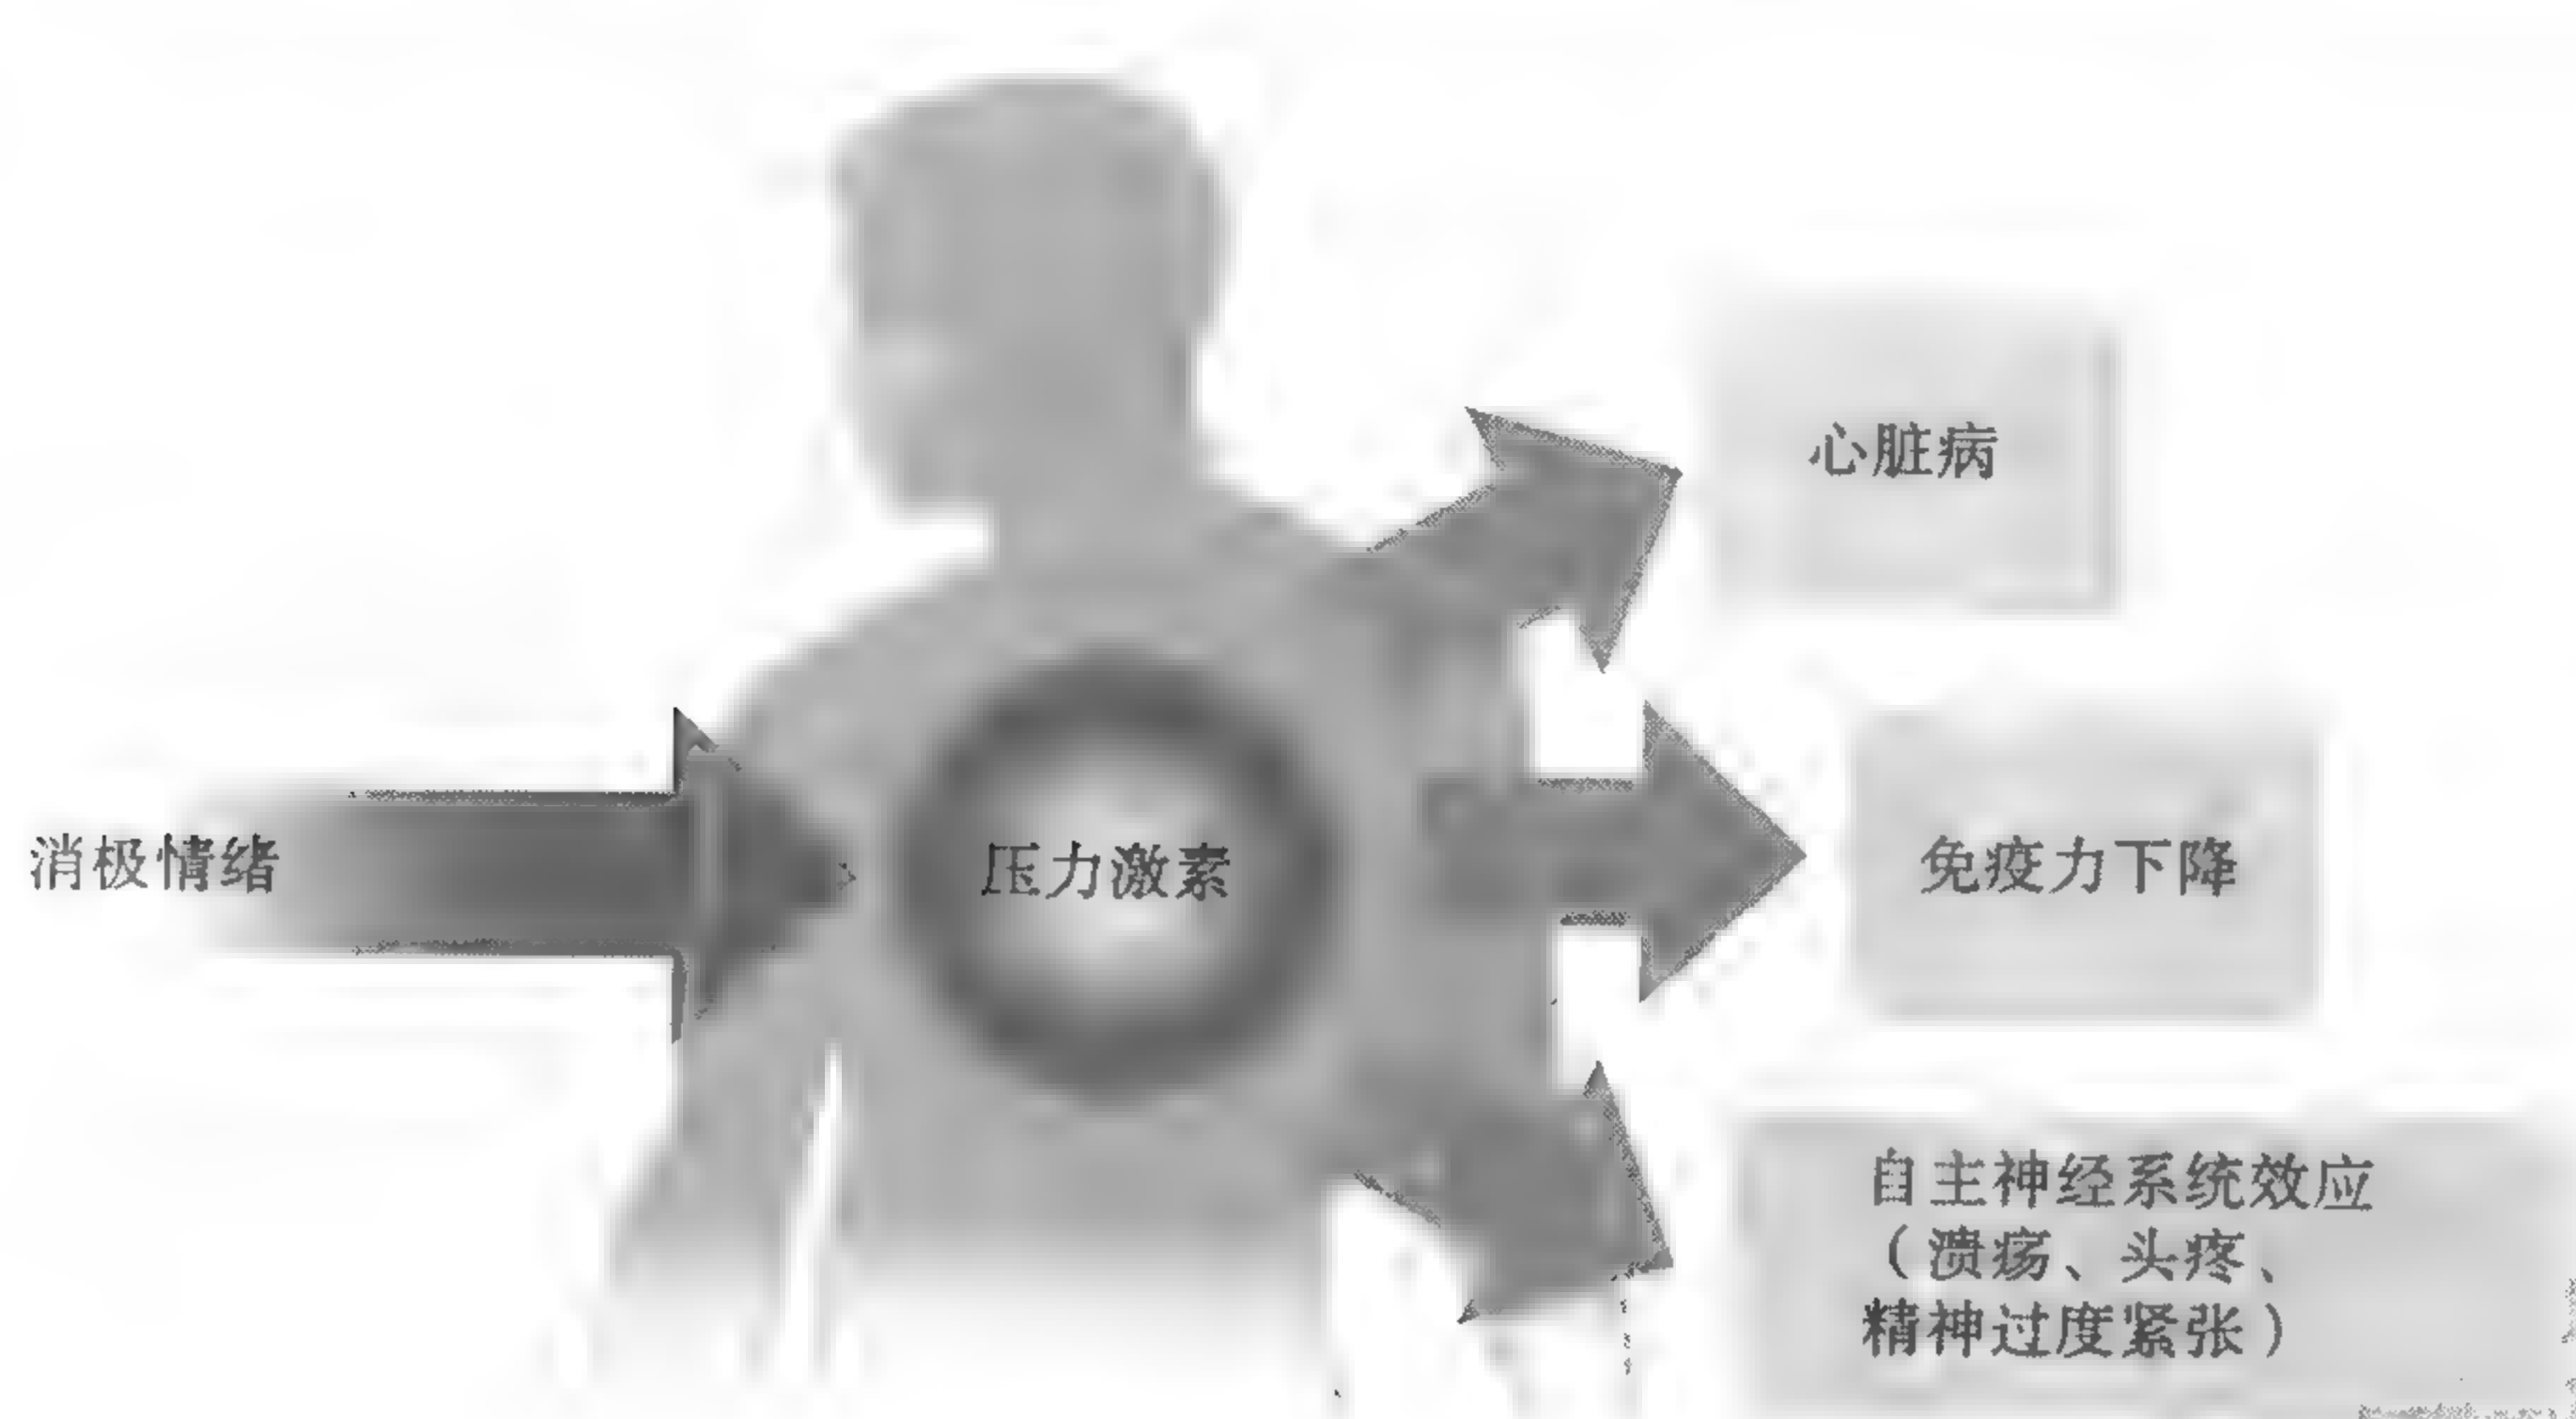 心脏病
消极情绪
压力激素
免疫力下降
自主神经系统效应
（溃疡、头疼、
精神过度紧张）